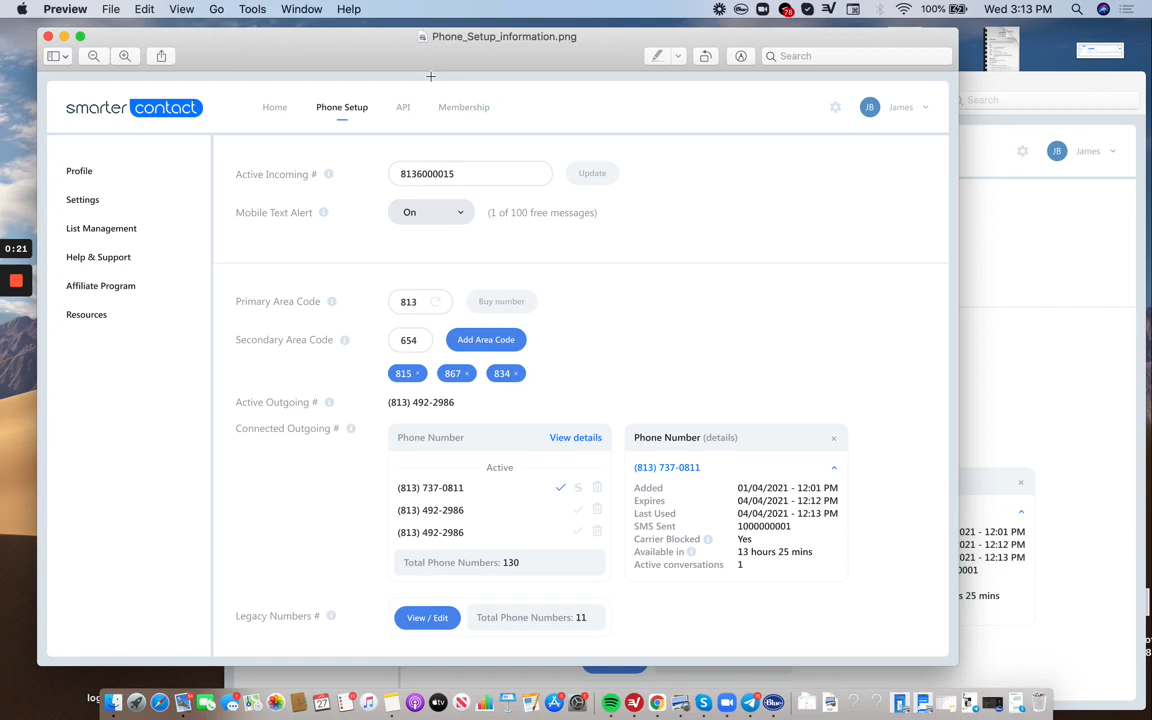 Preview File Edit View Go Tools Window Help
78 100% Wed 3:13 PM
Phone_Setup_information.png
Search
Search
smarter contact
Home Phone Setup API Membership
JB James
JB James
0:21
Profile
Settings
List Management
Help & Support
Affiliate Program
Resources
Active Incoming # 8136000015 Update
Mobile Text Alert On (1 of 100 free messages)
Primary Area Code 813 Buy number
Secondary Area Code 654 Add Area Code
815 × 867 × 834 ×
Active Outgoing # (813) 492-2986
Connected Outgoing #
Phone Number View details
Active
(813) 737-0811 S
(813) 492-2986
(813) 492-2986
Total Phone Numbers: 130
Phone Number (details) ×
(813) 737-0811
Added 01/04/2021 - 12:01 PM
Expires 04/04/2021 - 12:12 PM
Last Used 04/04/2021 - 12:13 PM
SMS Sent 1000000001
Carrier Blocked Yes
Available in 13 hours 25 mins
Active conversations 1
Legacy Numbers # View / Edit Total Phone Numbers: 11
×
/2021 - 12:01 PM
/2021 - 12:12 PM
/2021 - 12:13 PM
0001
s 25 mins
log
27
tv
Blue